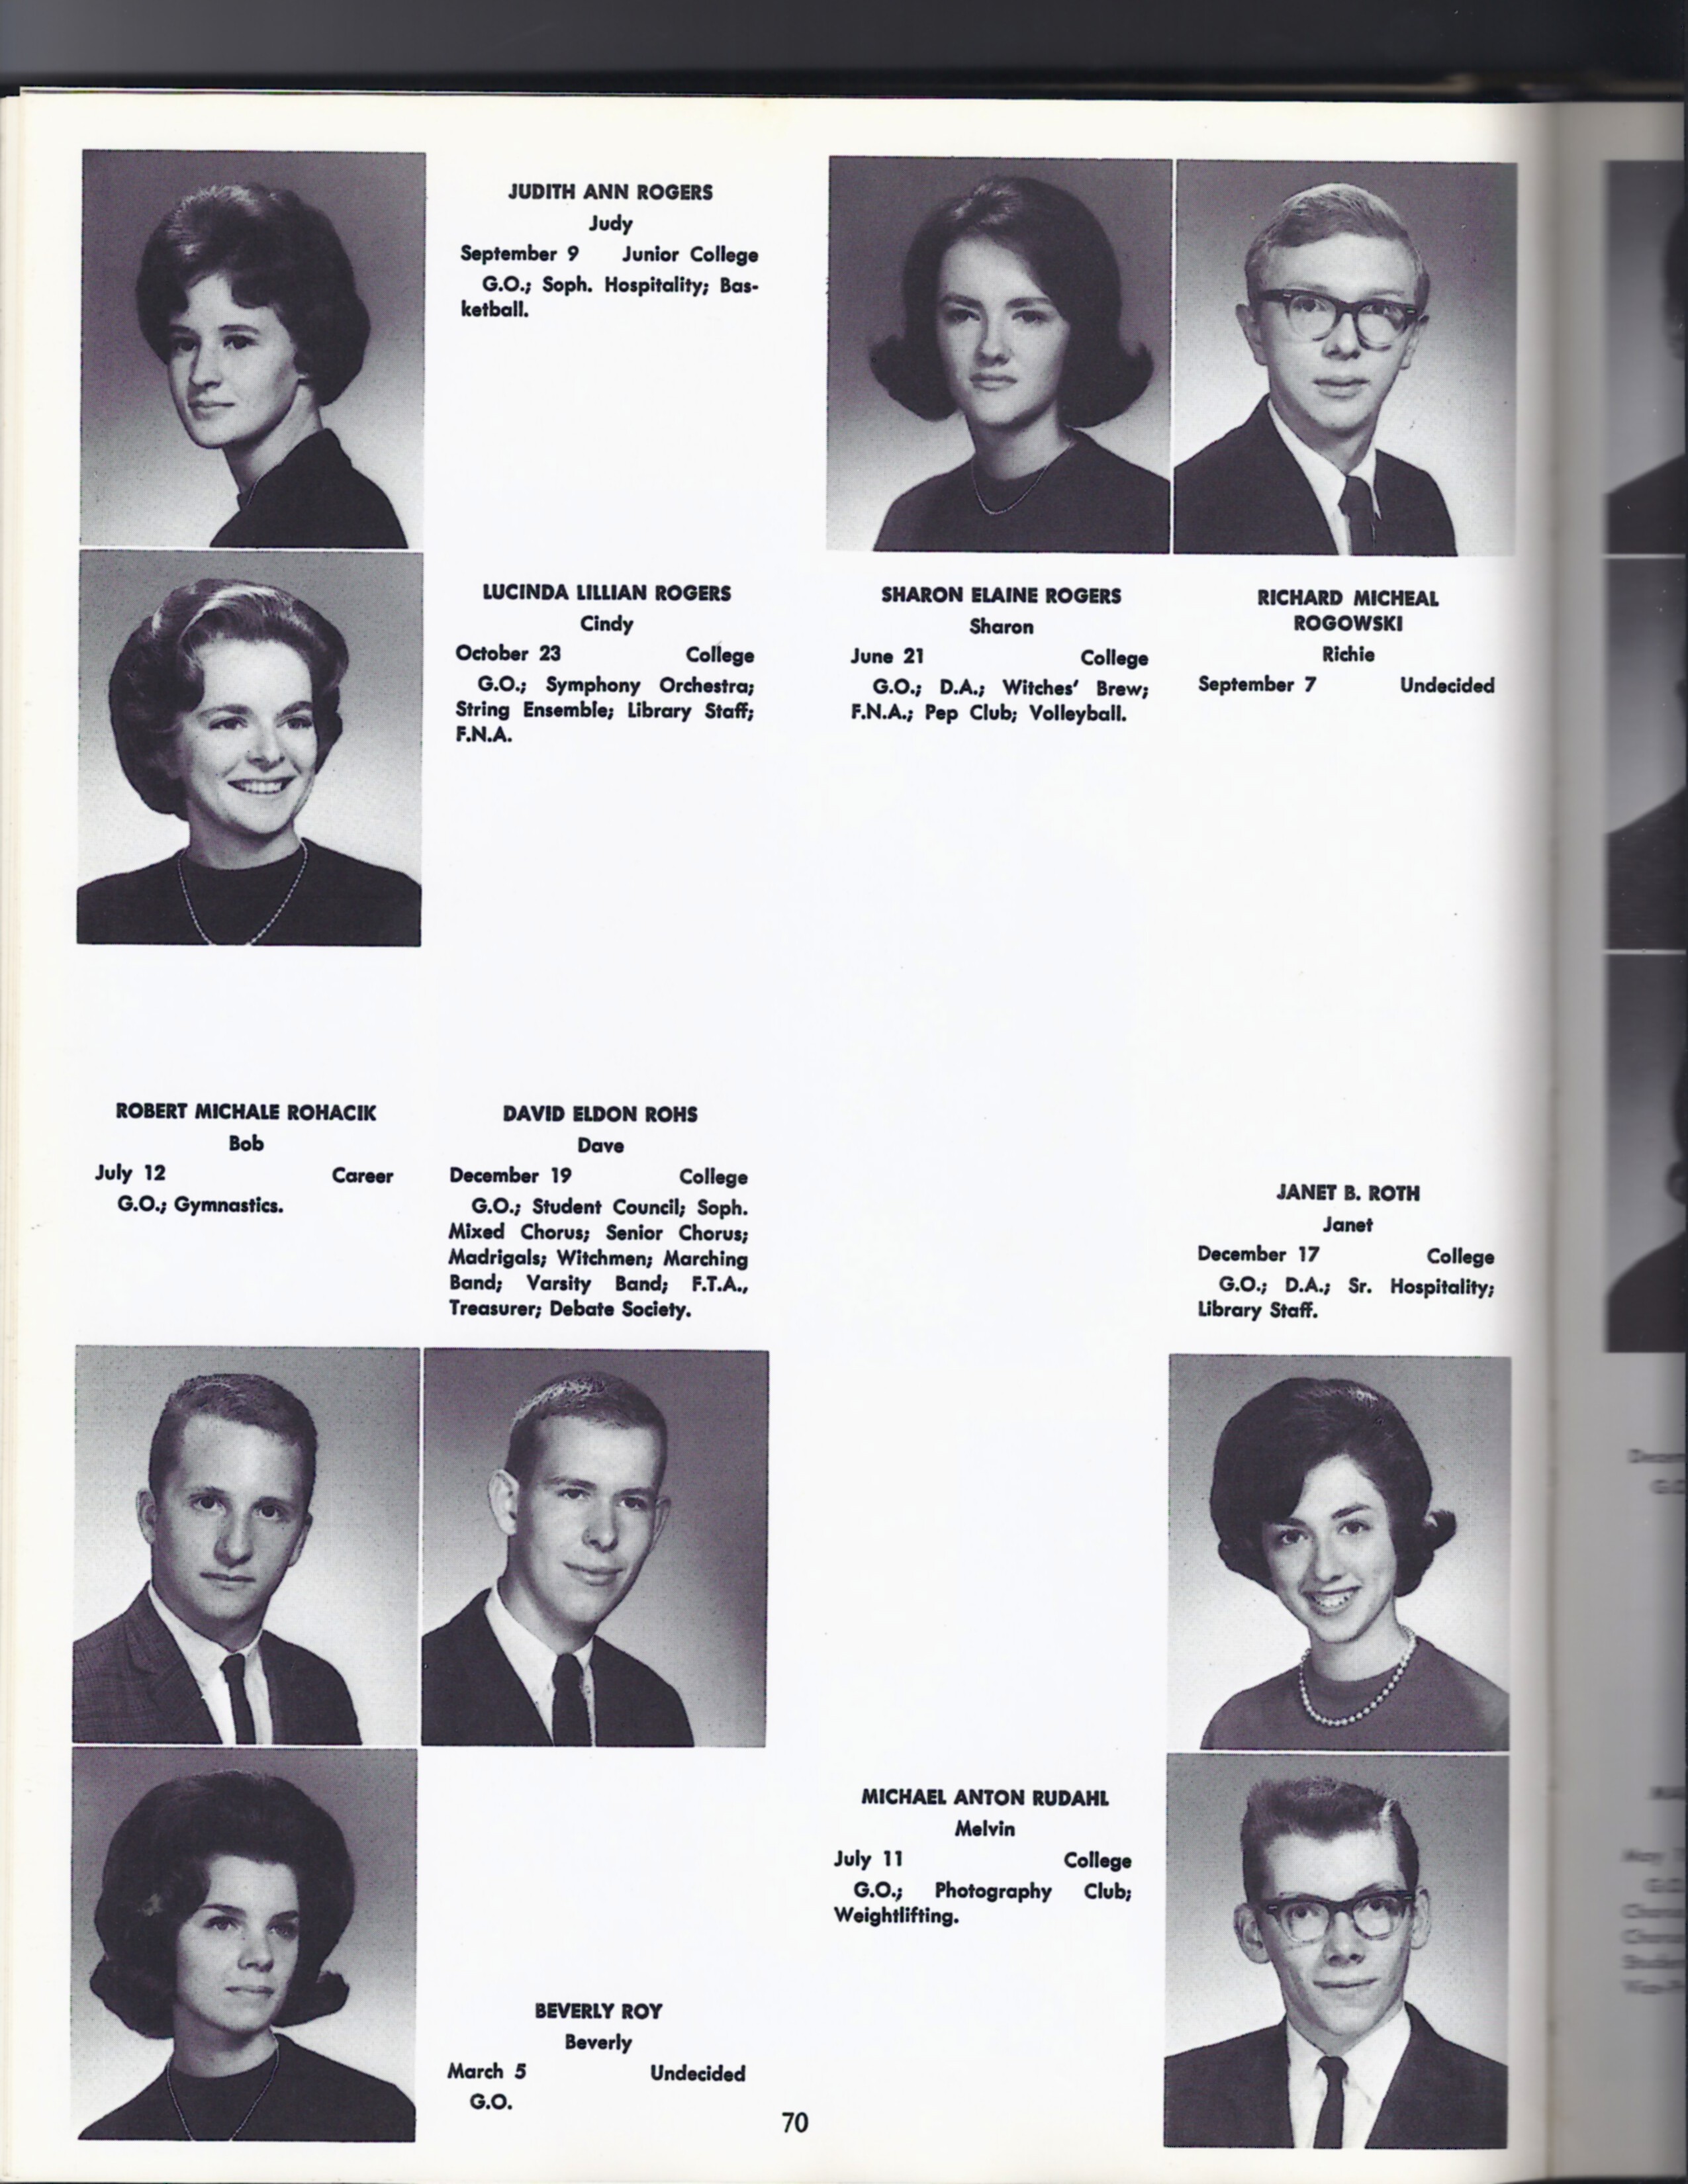 JUDITH ANN ROGERS
Judy
September 9 Junior College
G.O.; Soph. Hospitality; Bas-
ketball.
LUCINDA LILLIAN ROGERS
Cindy
October 23 College
G.O.; Symphony Orchestra;
String Ensemble; Library Staff;
F.N.A.
SHARON ELAINE ROGERS
Sharon
June 21 College
G.O.; D.A.; Witches' Brew;
F.N.A.; Pep Club; Volleyball.
RICHARD MICHEAL
ROGOWSKI
Richie
September 7 Undecided
ROBERT MICHALE ROHACIK
Bob
July 12 Career
G.O.; Gymnastics.
DAVID ELDON ROHS
Dave
December 19 College
G.O.; Student Council; Soph.
Mixed Chorus; Senior Chorus;
Madrigals; Witchmen; Marching
Band; Varsity Band; F.T.A.,
Treasurer; Debate Society.
JANET B. ROTH
Janet
December 17 College
G.O.; D.A.; Sr. Hospitality;
Library Staff.
MICHAEL ANTON RUDAHL
Melvin
July 11 College
G.O.; Photography Club;
Weightlifting.
BEVERLY ROY
Beverly
March 5 Undecided
G.O.
70